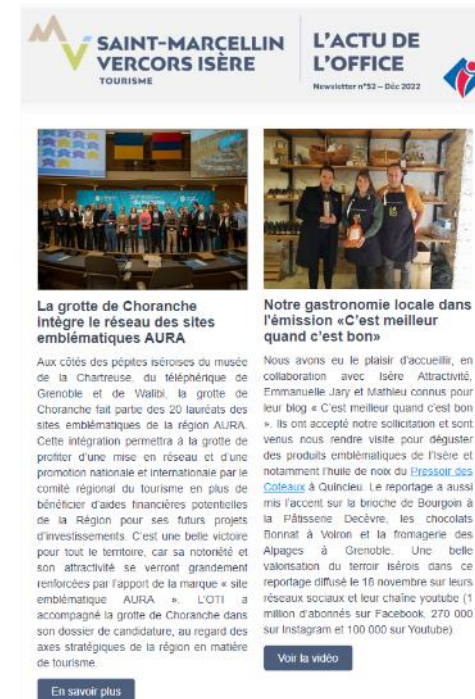 SAINT-MARCELLIN
VERCORS ISÈRE
TOURISME
L'ACTU DE
L'OFFICE
Newsletter n°52 – Déc 2022
La grotte de Choranche
intègre le réseau des sites
emblématiques AURA
Aux côtés des pépites iséroises du musée
de la Chartreuse, du téléphérique de
Grenoble et de Walibi, la grotte de
Choranche fait partie des 20 lauréats des
sites emblématiques de la région AURA.
Cette intégration permettra à la grotte de
profiter d'une mise en réseau et d'une
promotion nationale et internationale par le
comité régional du tourisme en plus de
bénéficier d'aides financières potentielles
de la Région pour ses futurs projets
d'investissements. C'est une belle victoire
pour tout le territoire, car sa notoriété et
son attractivité se verront grandement
renforcées par l'apport de la marque « site
emblématique AURA ». L'OTI a
accompagné la grotte de Choranche dans
son dossier de candidature, au regard des
axes stratégiques de la région en matière
de tourisme.
En savoir plus
Notre gastronomie locale dans
l'émission «C'est meilleur
quand c'est bon»
Nous avons eu le plaisir d'accueillir, en
collaboration avec Isère Attractivité,
Emmanuelle Jary et Mathieu connus pour
leur blog « C'est meilleur quand c'est bon
». Ils ont accepté notre sollicitation et sont
venus nous rendre visite pour déguster
des produits emblématiques de l'Isère et
notamment l'huile de noix du Pressoir des
Coteaux à Quincieu. Le reportage a aussi
mis l'accent sur la brioche de Bourgoin à
la Pâtisserie Decèvre, les chocolats
Bonnat à Voiron et la fromagerie des
Alpages à Grenoble. Une belle
valorisation du terroir isérois dans ce
reportage diffusé le 18 novembre sur leurs
réseaux sociaux et leur chaîne youtube (1
million d'abonnés sur Facebook, 270 000
sur Instagram et 100 000 sur Youtube).
Voir la vidéo